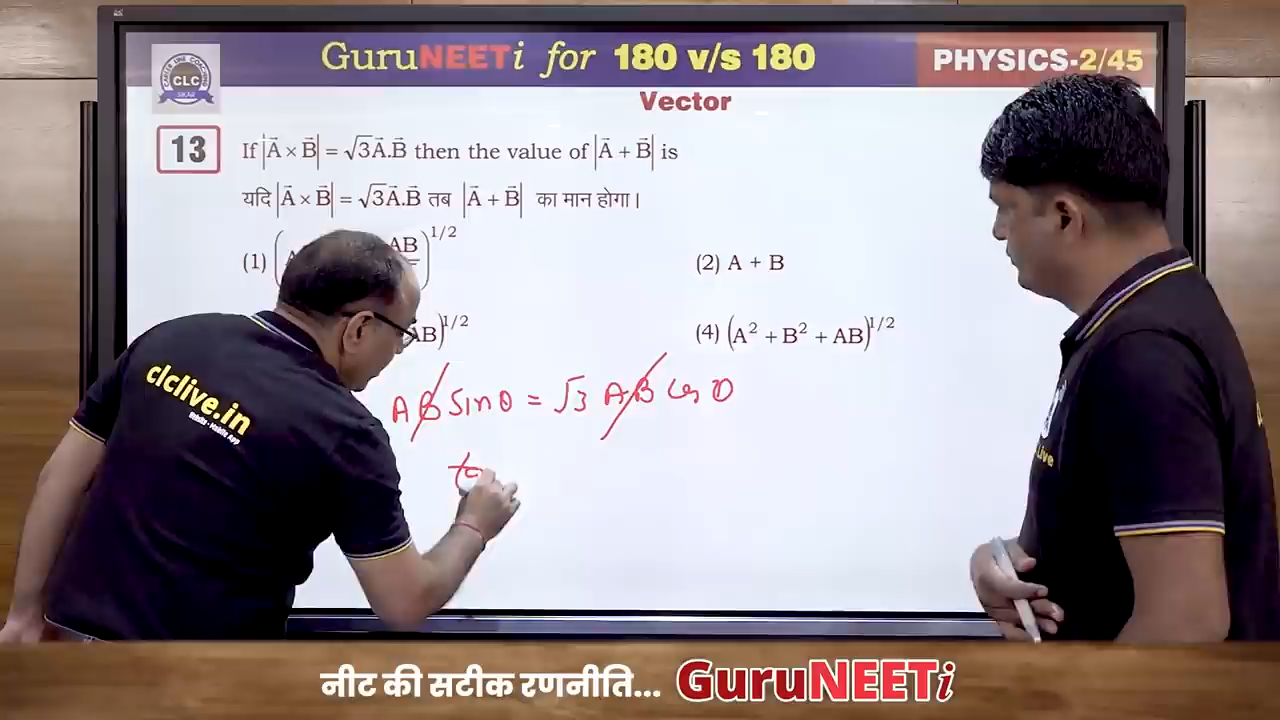 GuruNEETi for 180 v/s 180
PHYSICS-2/45
CLC
SIKAR
Vector
13
If |A⃗ × B⃗| = √3A⃗.B⃗ then the value of |A⃗ + B⃗| is
यदि |A⃗ × B⃗| = √3A⃗.B⃗ तब |A⃗ + B⃗| का मान होगा।
(1) ( AB )^1/2
(2) A + B
AB)^1/2
(4) (A² + B² + AB)^1/2
AB sinθ = √3 AB cos θ
clclive.in
Live
नीट की सटीक रणनीति... GuruNEETi